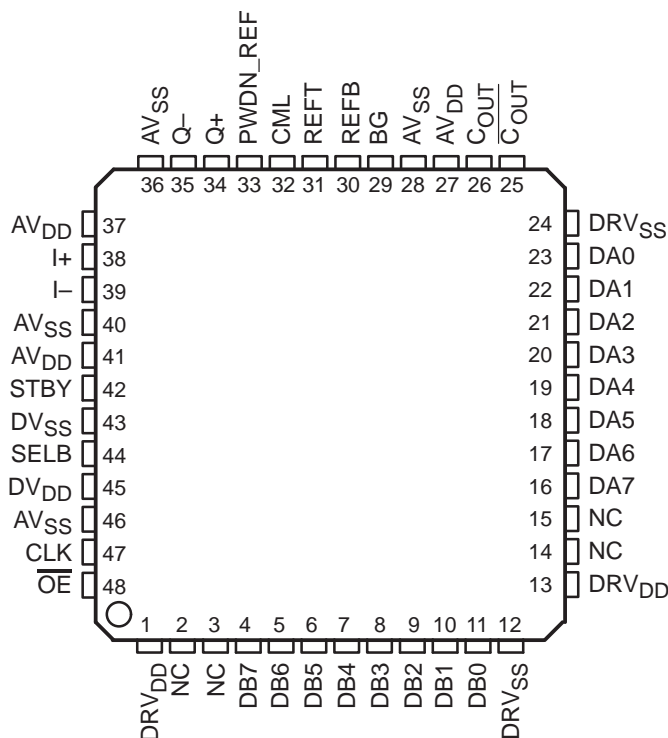 AVSS
Q–
Q+
PWDN_REF
CML
REFT
REFB
BG
AVSS
AVDD
COUT
COUT
36 35 34 33 32 31 30 29 28 27 26 25
AVDD 37
I+ 38
I– 39
AVSS 40
AVDD 41
STBY 42
DVSS 43
SELB 44
DVDD 45
AVSS 46
CLK 47
OE 48
24 DRVSS
23 DA0
22 DA1
21 DA2
20 DA3
19 DA4
18 DA5
17 DA6
16 DA7
15 NC
14 NC
13 DRVDD
1 2 3 4 5 6 7 8 9 10 11 12
DRVDD
NC
NC
DB7
DB6
DB5
DB4
DB3
DB2
DB1
DB0
DRVSS